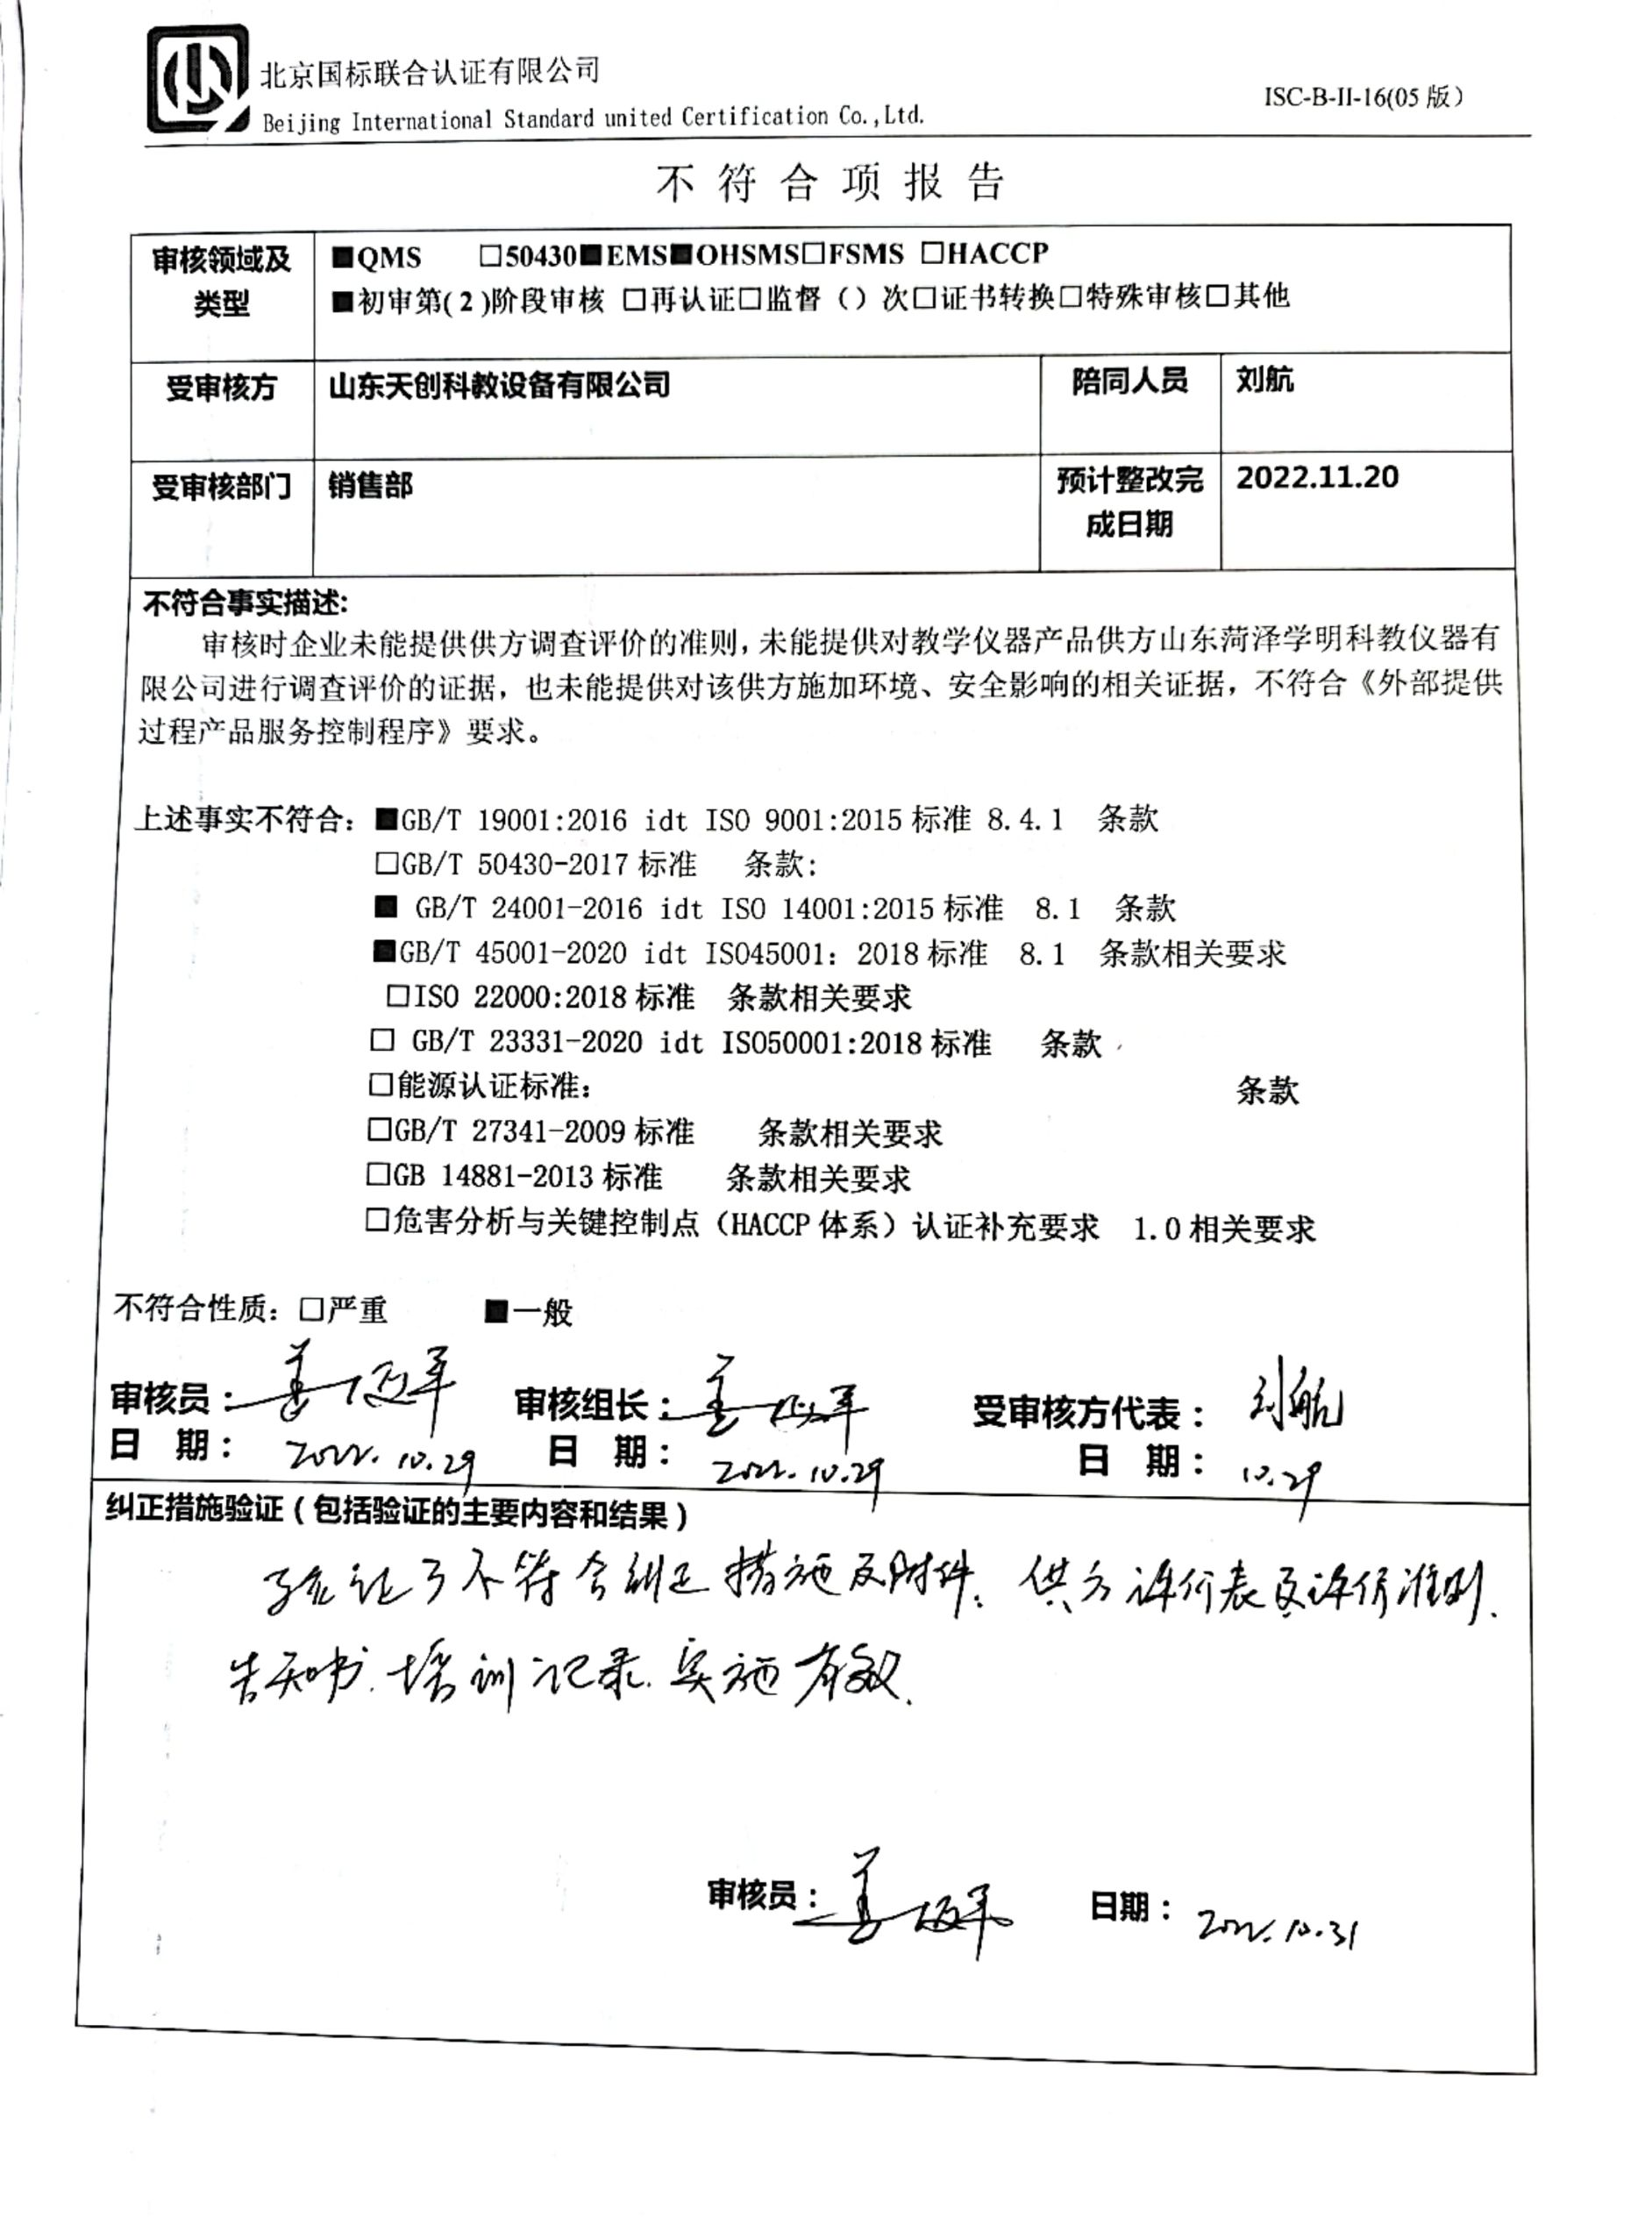 北京国标联合认证有限公司
Beijing International Standard united Certification Co.,Ltd.
ISC-B-II-16(05 版)
不 符 合 项 报 告
审核领域及类型
■QMS □50430■EMS■OHSMS□FSMS □HACCP
■初审第(2)阶段审核 □再认证□监督()次□证书转换□特殊审核□其他
受审核方 山东天创科教设备有限公司 陪同人员 刘航
受审核部门 销售部 预计整改完成日期 2022.11.20
不符合事实描述:
审核时企业未能提供供方调查评价的准则,未能提供对教学仪器产品供方山东菏泽学明科教仪器有
限公司进行调查评价的证据,也未能提供对该供方施加环境、安全影响的相关证据,不符合《外部提供
过程产品服务控制程序》要求。
上述事实不符合: ■GB/T 19001:2016 idt ISO 9001:2015 标准 8.4.1 条款
□GB/T 50430-2017 标准 条款:
■ GB/T 24001-2016 idt ISO 14001:2015 标准 8.1 条款
■GB/T 45001-2020 idt ISO45001: 2018 标准 8.1 条款相关要求
□ISO 22000:2018 标准 条款相关要求
□ GB/T 23331-2020 idt ISO50001:2018 标准 条款
□能源认证标准: 条款
□GB/T 27341-2009 标准 条款相关要求
□GB 14881-2013 标准 条款相关要求
□危害分析与关键控制点(HACCP 体系)认证补充要求 1.0 相关要求
不符合性质: □严重 ■一般
审核员: 审核组长: 受审核方代表: 刘航
日 期: 2022.10.29 日 期: 2022.10.29 日 期: 10.29
纠正措施验证(包括验证的主要内容和结果)
验证了不符合纠正措施及附件、供方评价表及评价准则、
告知书、培训记录、实施有效、
审核员: 日期: 2022.10.31